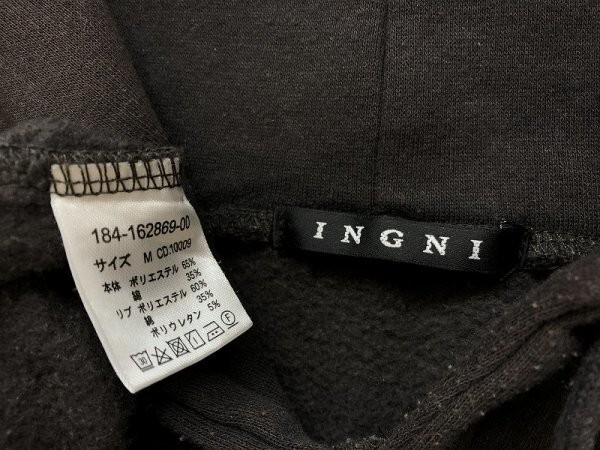 184-162869-00
サイズ M CD.10009
本体 ポリエステル 65%
綿 35%
リブ ポリエステル 60%
綿 35%
ポリウレタン 5%
INGNI